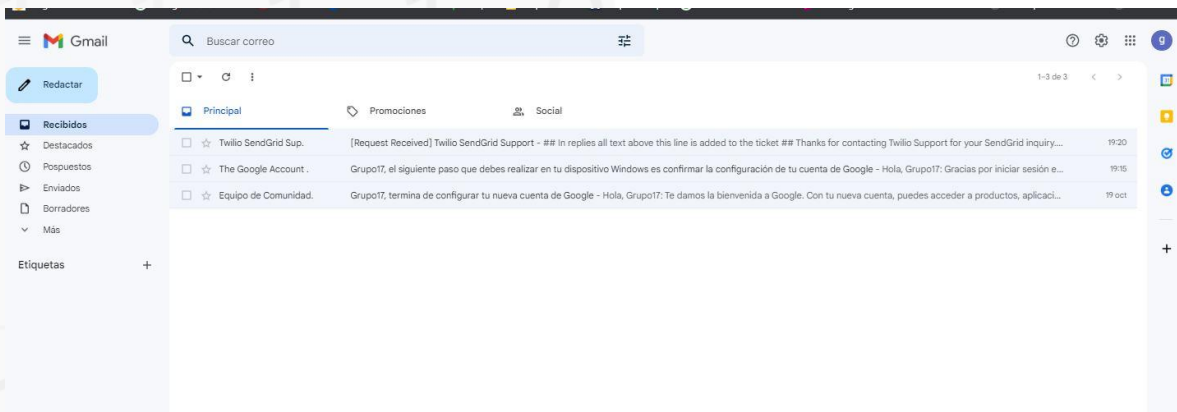 Gmail
Buscar correo
g
Redactar
1-3 de 3
Principal
Promociones
Social
Recibidos
Destacados
Pospuestos
Enviados
Borradores
Más
Etiquetas
Twilio SendGrid Sup. [Request Received] Twilio SendGrid Support - ## In replies all text above this line is added to the ticket ## Thanks for contacting Twilio Support for your SendGrid inquiry.... 19:20
The Google Account . Grupo17, el siguiente paso que debes realizar en tu dispositivo Windows es confirmar la configuración de tu cuenta de Google - Hola, Grupo17: Gracias por iniciar sesión e... 19:15
Equipo de Comunidad. Grupo17, termina de configurar tu nueva cuenta de Google - Hola, Grupo17: Te damos la bienvenida a Google. Con tu nueva cuenta, puedes acceder a productos, aplicaci... 19 oct